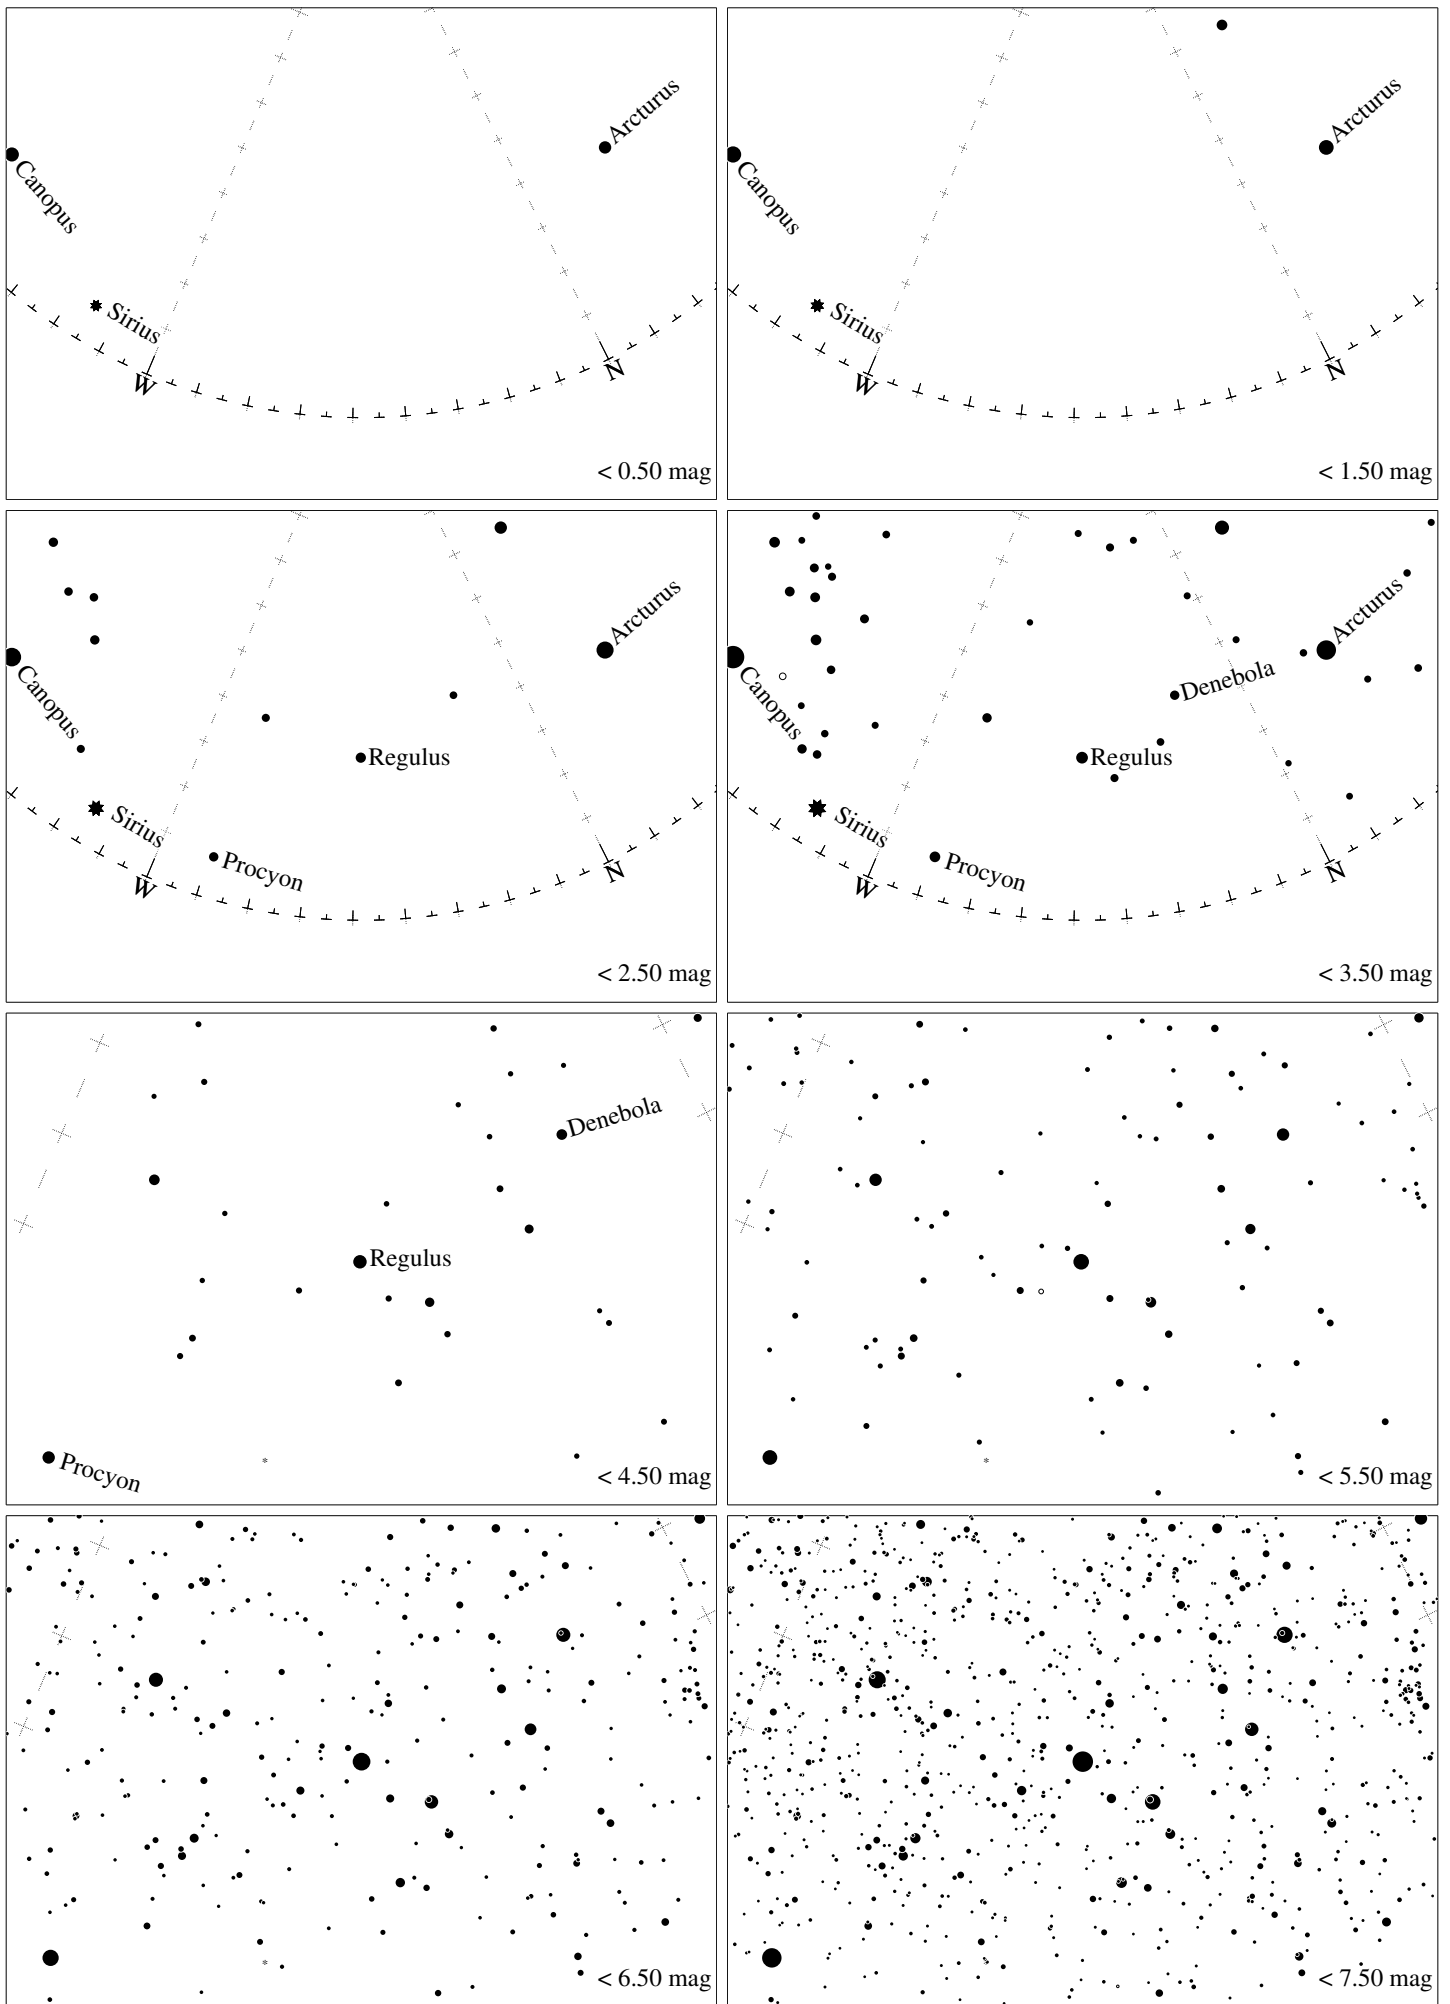 Arcturus
Canopus
Sirius
W
N
< 0.50 mag
Arcturus
Canopus
Sirius
W
N
< 1.50 mag
Arcturus
Canopus
Regulus
Sirius
Procyon
W
N
< 2.50 mag
Arcturus
Denebola
Canopus
Regulus
Sirius
Procyon
W
N
< 3.50 mag
Denebola
Regulus
Procyon
< 4.50 mag
< 5.50 mag
< 6.50 mag
< 7.50 mag